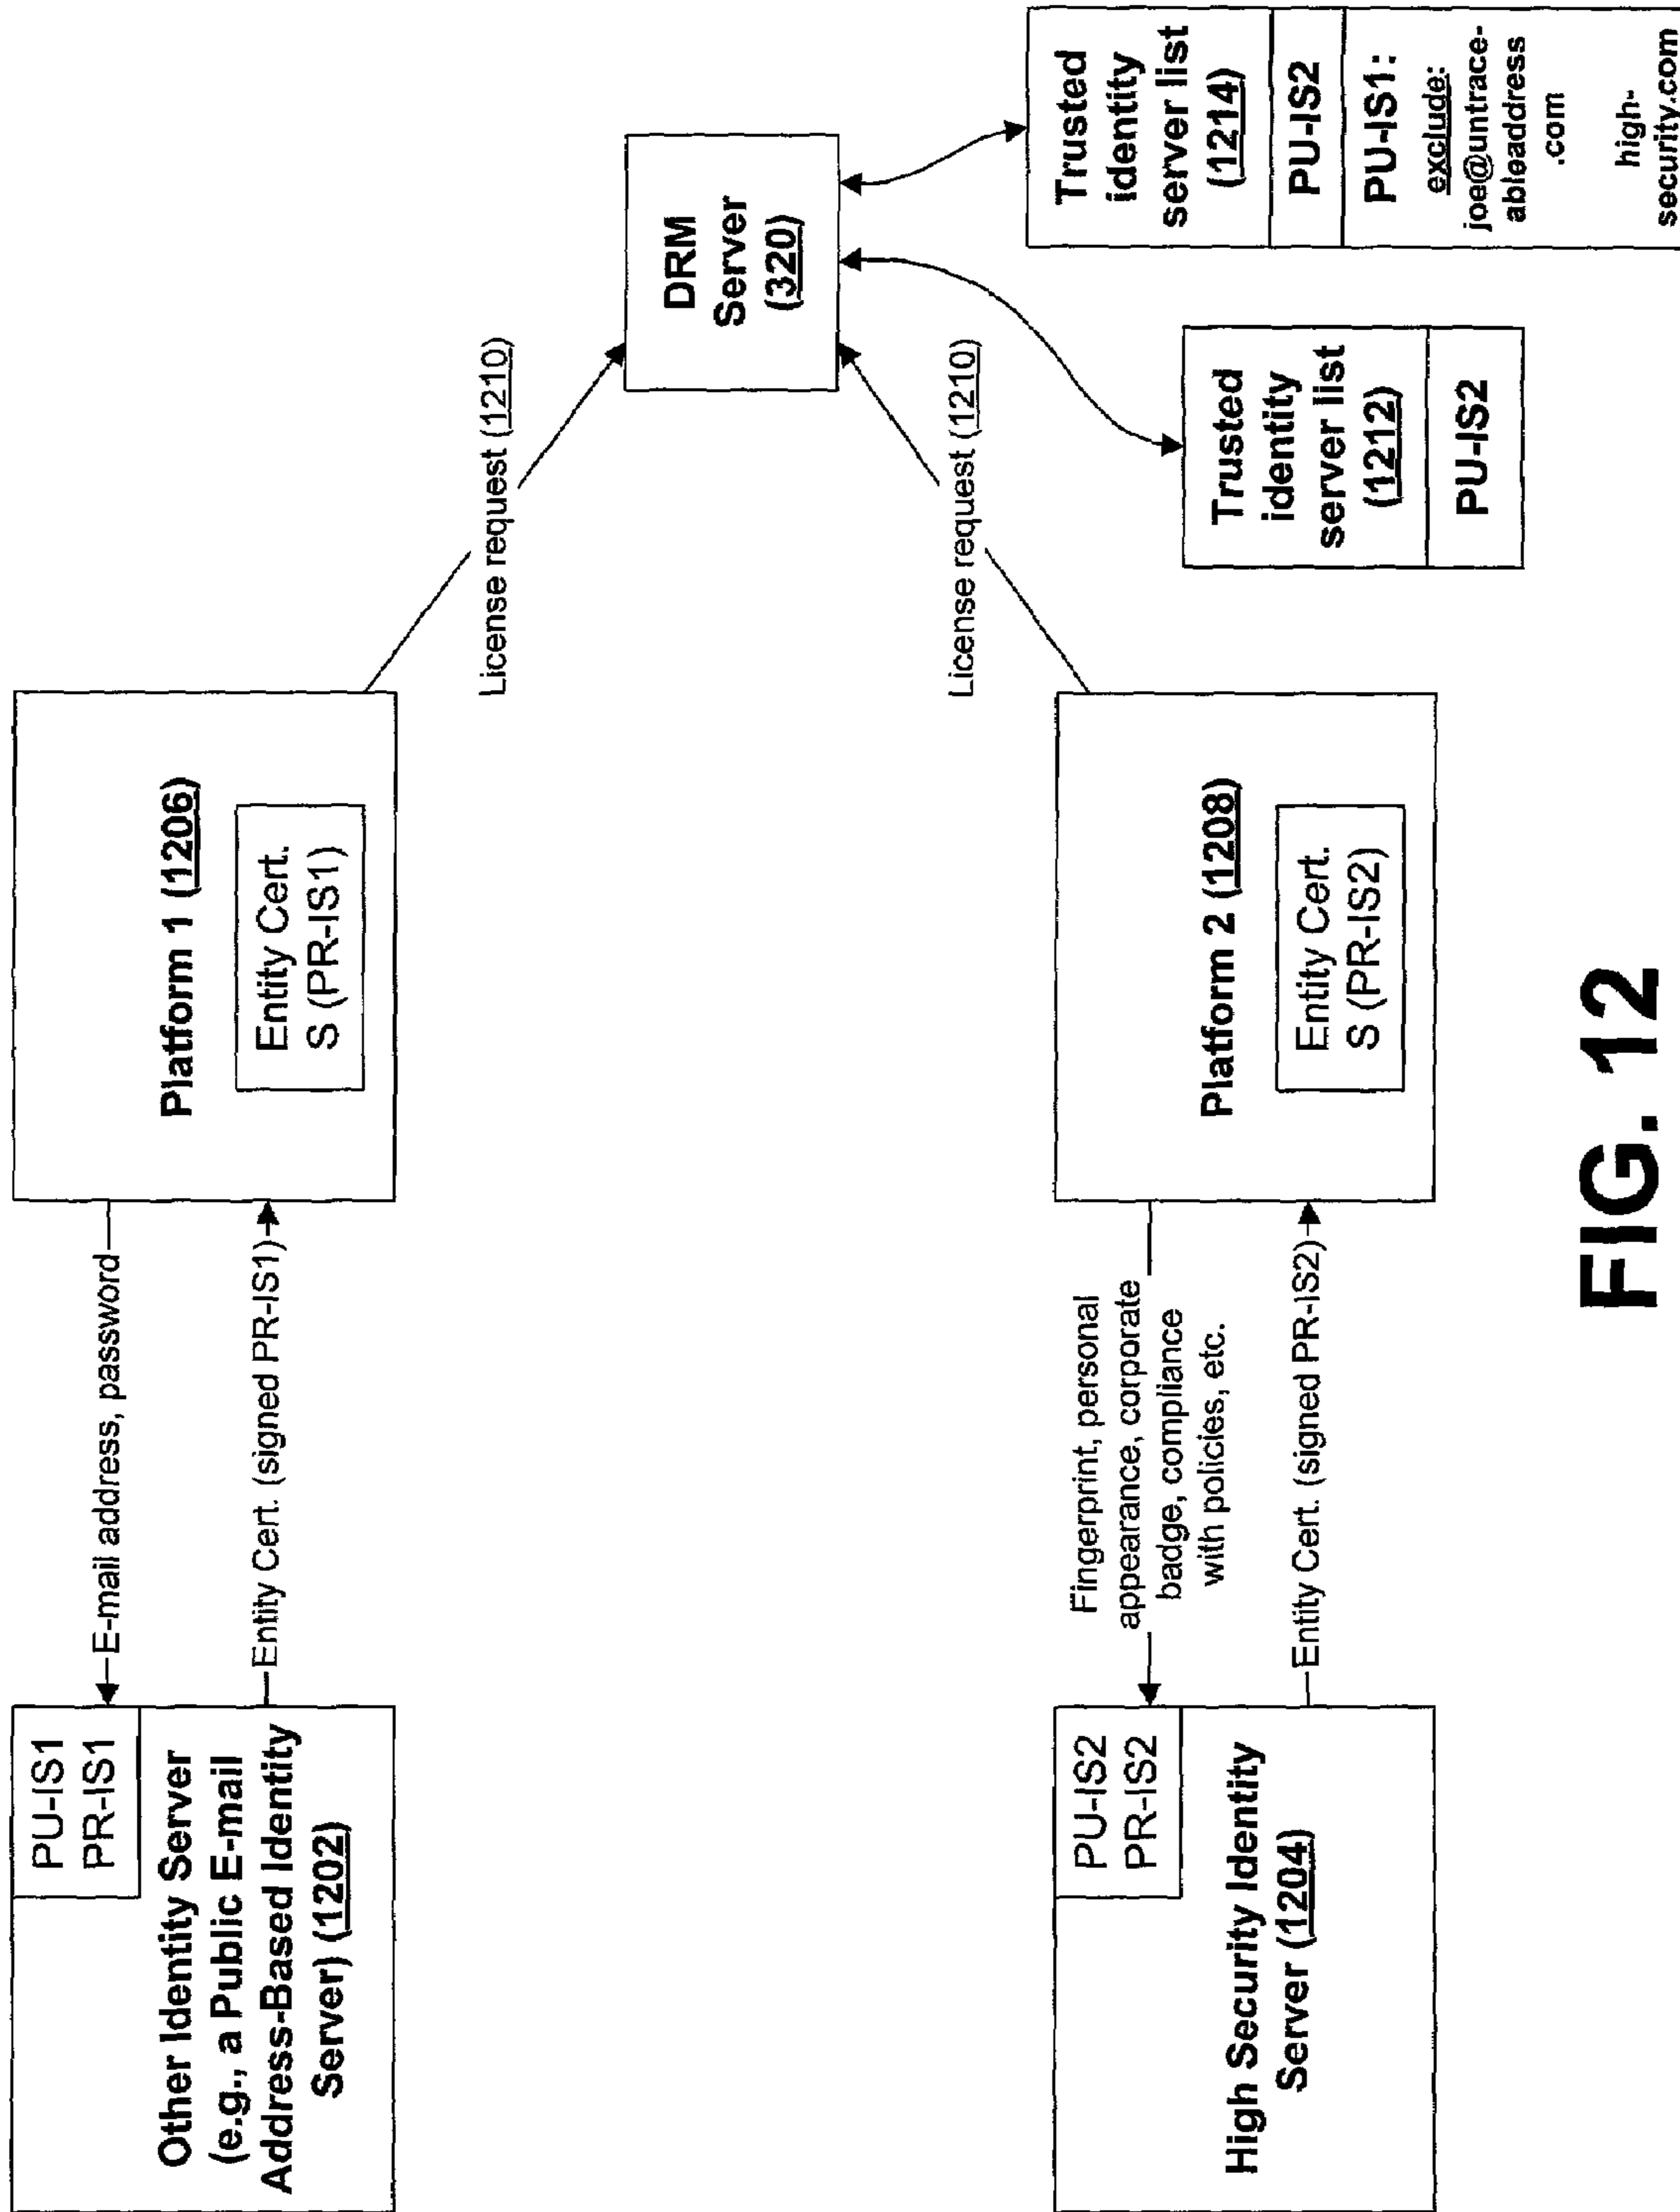 PU-IS1
PR-IS1
Other Identity Server
(e.g., a Public E-mail
Address-Based Identity
Server) (1202)
E-mail address, password
Entity Cert. (signed PR-IS1)
Platform 1 (1206)
Entity Cert.
S (PR-IS1)
License request (1210)
DRM
Server
(320)
PU-IS2
PR-IS2
High Security Identity
Server (1204)
Fingerprint, personal
appearance, corporate
badge, compliance
with policies, etc.
Entity Cert. (signed PR-IS2)
Platform 2 (1208)
Entity Cert.
S (PR-IS2)
License request (1210)
Trusted
identity
server list
(1212)
PU-IS2
Trusted
identity
server list
(1214)
PU-IS2
PU-IS1:
exclude:
joe@untrace-
ableaddress
.com
high-
security.com
FIG. 12